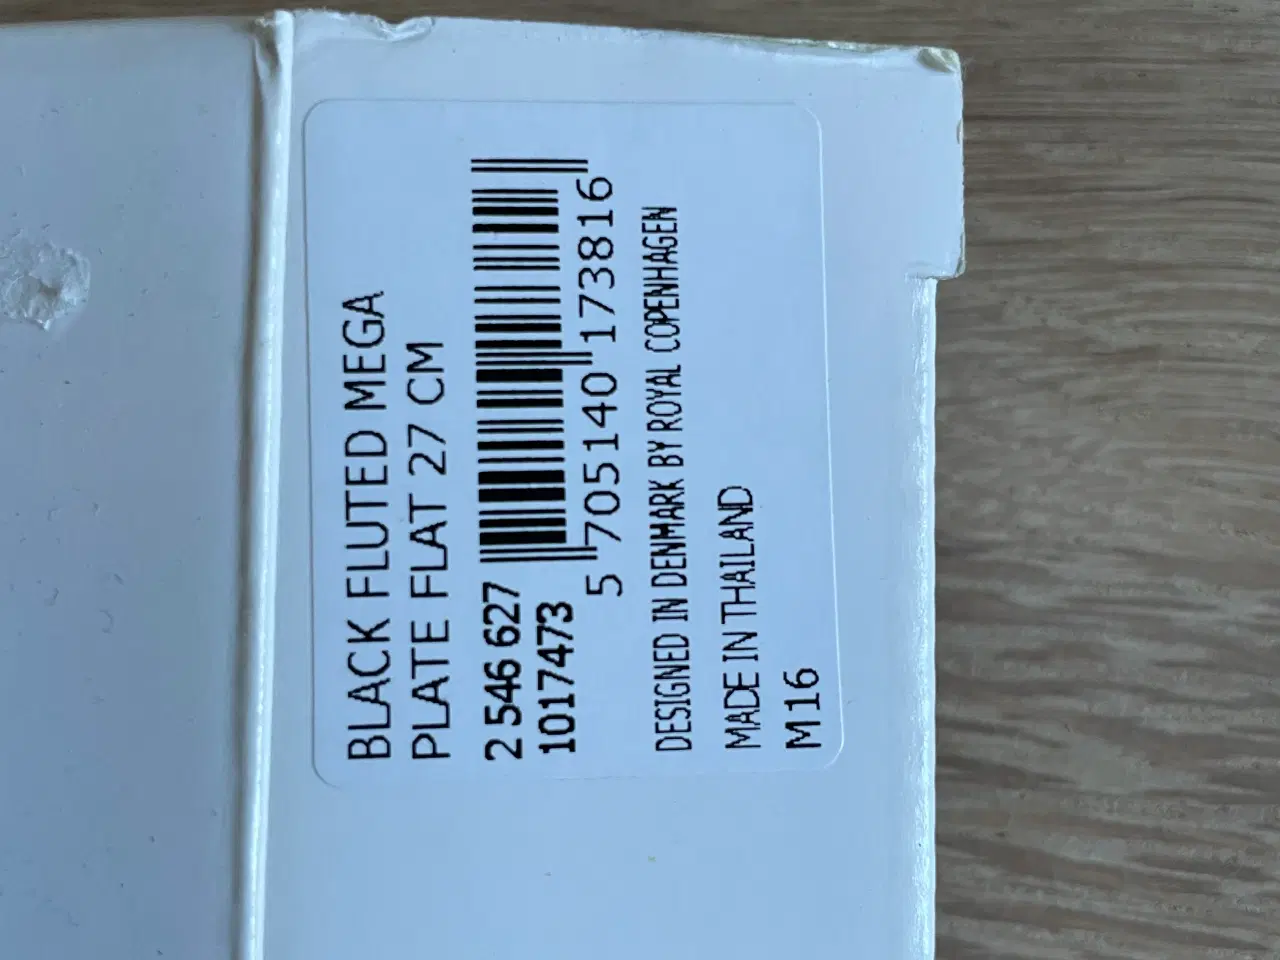 BLACK FLUTED MEGA
PLATE FLAT 27 CM
2 546 627
1017473
5 705140 173816
DESIGNED IN DENMARK BY ROYAL COPENHAGEN
MADE IN THAILAND
M16